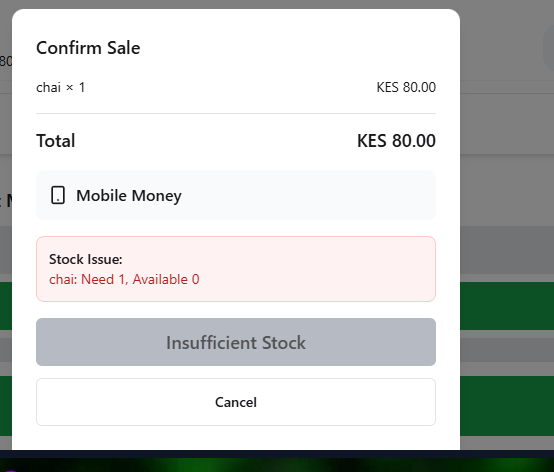 Confirm Sale
80
chai × 1 KES 80.00
Total KES 80.00
Mobile Money
Stock Issue:
chai: Need 1, Available 0
Insufficient Stock
Cancel